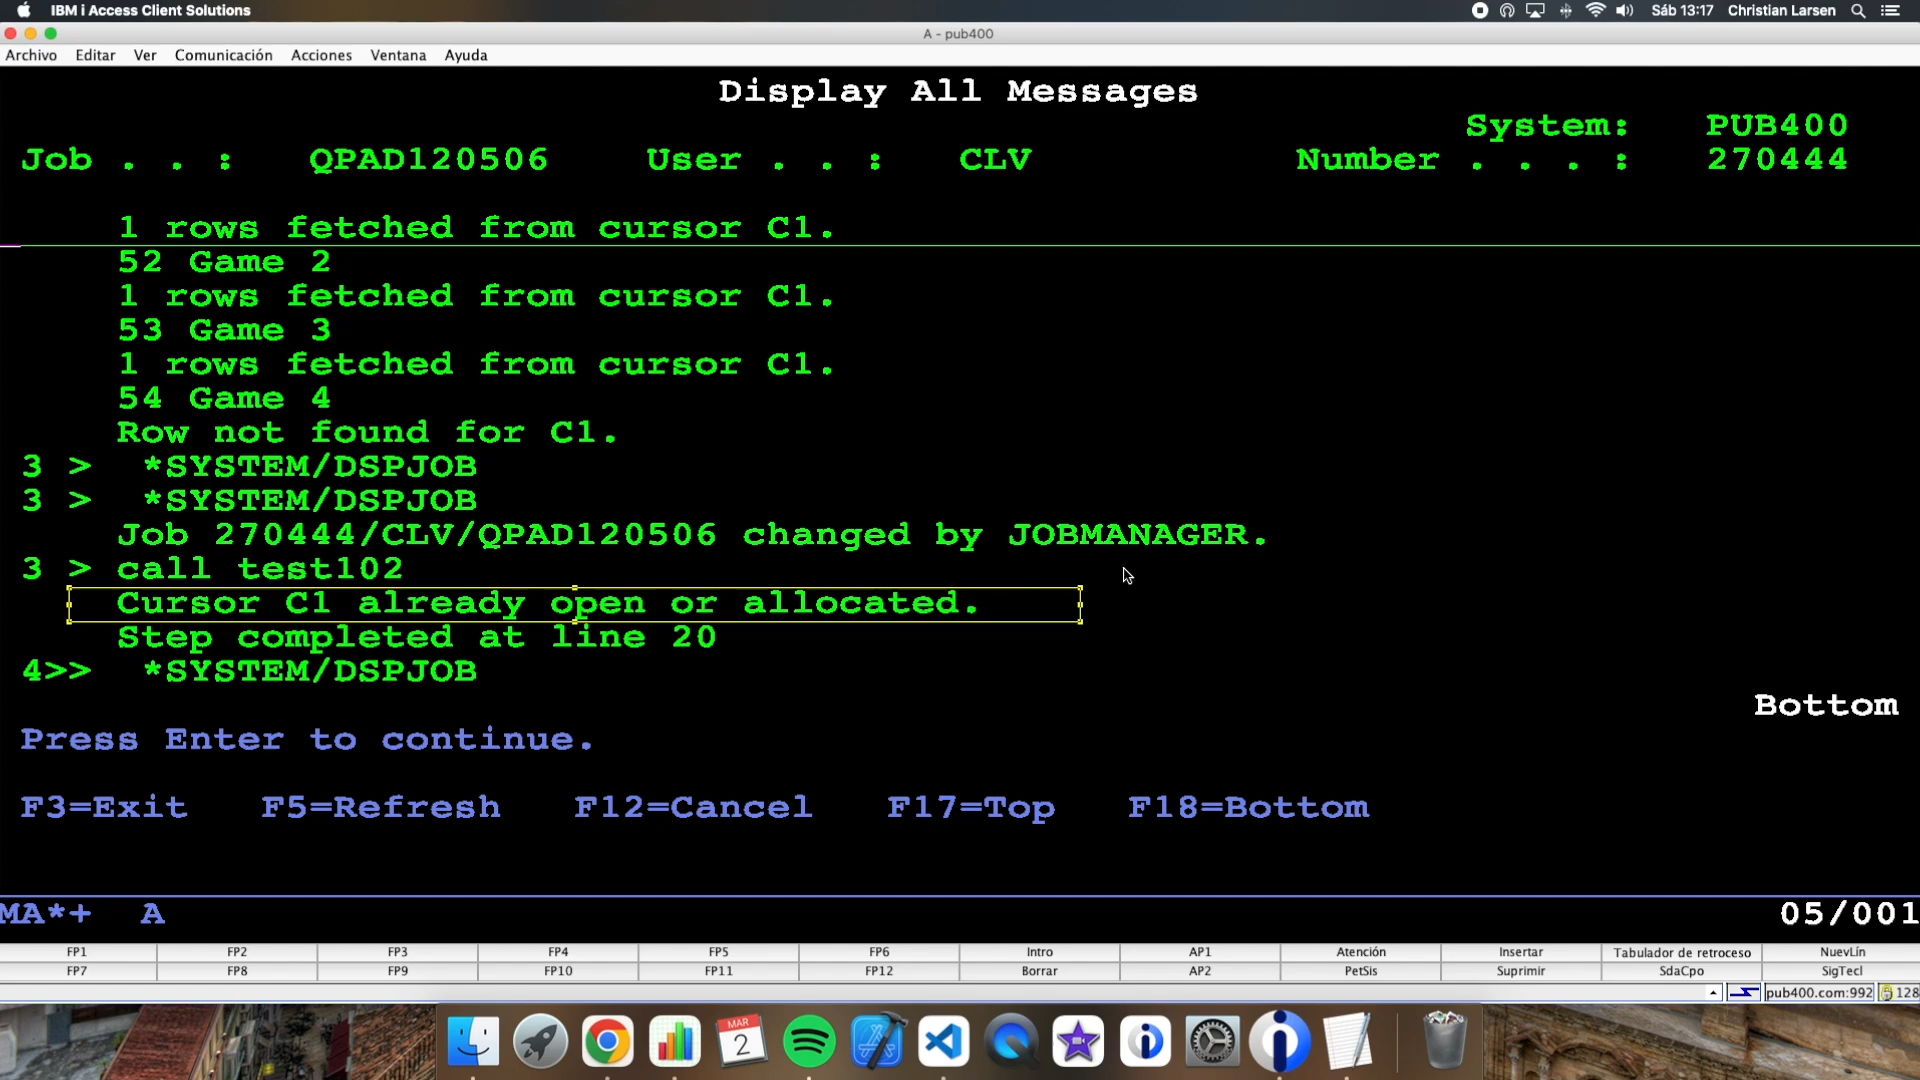 IBM i Access Client Solutions
Sáb 13:17 Christian Larsen
A - pub400
Archivo Editar Ver Comunicación Acciones Ventana Ayuda
Display All Messages
System: PUB400
Job . . : QPAD120506 User . . : CLV Number . . . : 270444
1 rows fetched from cursor C1.
52 Game 2
1 rows fetched from cursor C1.
53 Game 3
1 rows fetched from cursor C1.
54 Game 4
Row not found for C1.
3 > *SYSTEM/DSPJOB
3 > *SYSTEM/DSPJOB
Job 270444/CLV/QPAD120506 changed by JOBMANAGER.
3 > call test102
Cursor C1 already open or allocated.
Step completed at line 20
4>> *SYSTEM/DSPJOB
Bottom
Press Enter to continue.
F3=Exit F5=Refresh F12=Cancel F17=Top F18=Bottom
MA*+ A 05/001
FP1 FP2 FP3 FP4 FP5 FP6 Intro AP1 Atención Insertar Tabulador de retroceso NuevLín
FP7 FP8 FP9 FP10 FP11 FP12 Borrar AP2 PetSis Suprimir SdaCpo SigTecl
pub400.com:992 128
MAR
2